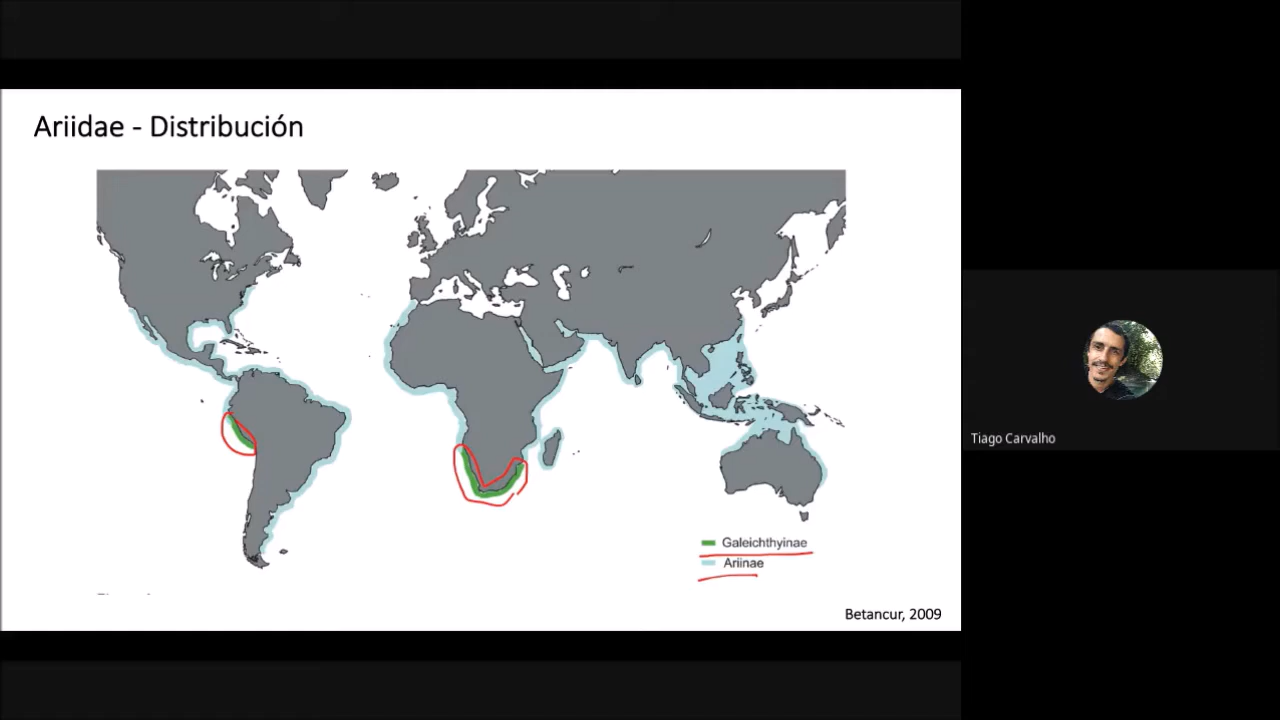 Ariidae - Distribución
Galeichthyinae
Ariinae
Betancur, 2009
Tiago Carvalho